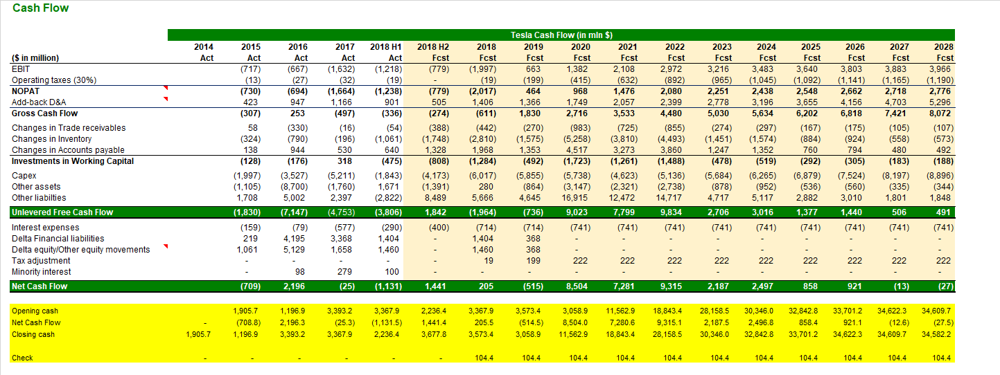 Cash Flow
Tesla Cash Flow (in mln $)
2014 2015 2016 2017 2018 H1 2018 H2 2018 2019 2020 2021 2022 2023 2024 2025 2026 2027 2028
($ in million) Act Act Act Act Act Fcst Fcst Fcst Fcst Fcst Fcst Fcst Fcst Fcst Fcst Fcst Fcst
EBIT (717) (667) (1,632) (1,218) (779) (1,997) 663 1,382 2,108 2,972 3,216 3,483 3,640 3,803 3,883 3,966
Operating taxes (30%) (13) (27) (32) (19) - (19) (199) (415) (632) (892) (965) (1,045) (1,092) (1,141) (1,165) (1,190)
NOPAT (730) (694) (1,664) (1,238) (779) (2,017) 464 968 1,476 2,080 2,251 2,438 2,548 2,662 2,718 2,776
Add-back D&A 423 947 1,166 901 505 1,406 1,366 1,749 2,057 2,399 2,778 3,196 3,655 4,156 4,703 5,296
Gross Cash Flow (307) 253 (497) (336) (274) (611) 1,830 2,716 3,533 4,480 5,030 5,634 6,202 6,818 7,421 8,072
Changes in Trade receivables 58 (330) (16) (54) (388) (442) (270) (983) (725) (855) (274) (297) (167) (175) (105) (107)
Changes in Inventory (324) (790) (196) (1,061) (1,748) (2,810) (1,575) (5,258) (3,810) (4,493) (1,451) (1,574) (884) (924) (558) (573)
Changes in Accounts payable 138 944 530 640 1,328 1,968 1,353 4,517 3,273 3,860 1,247 1,352 760 794 480 492
Investments in Working Capital (128) (176) 318 (475) (808) (1,284) (492) (1,723) (1,261) (1,488) (478) (519) (292) (305) (183) (188)
Capex (1,997) (3,527) (5,211) (1,843) (4,173) (6,017) (5,855) (5,738) (4,623) (5,136) (5,684) (6,265) (6,879) (7,524) (8,197) (8,896)
Other assets (1,105) (8,700) (1,760) 1,671 (1,391) 280 (864) (3,147) (2,321) (2,738) (878) (952) (536) (560) (335) (344)
Other liabilties 1,708 5,002 2,397 (2,822) 8,489 5,666 4,645 16,915 12,472 14,717 4,717 5,117 2,882 3,010 1,801 1,848
Unlevered Free Cash Flow (1,830) (7,147) (4,753) (3,806) 1,842 (1,964) (736) 9,023 7,799 9,834 2,706 3,016 1,377 1,440 506 491
Interest expenses (159) (79) (577) (290) (400) (714) (714) (741) (741) (741) (741) (741) (741) (741) (741) (741)
Delta Financial liabilities 219 4,195 3,368 1,404 - 1,404 368 - - - - - - - - -
Delta equity/Other equity movements 1,061 5,129 1,658 1,460 - 1,460 368 - - - - - - - - -
Tax adjustment - - - - - 19 199 222 222 222 222 222 222 222 222 222
Minority interest 98 279 100 - - - - - - - - - - - -
Net Cash Flow (709) 2,196 (25) (1,131) 1,441 205 (515) 8,504 7,281 9,315 2,187 2,497 858 921 (13) (27)
Opening cash 1,905.7 1,196.9 3,393.2 3,367.9 2,236.4 3,367.9 3,573.4 3,058.9 11,562.9 18,843.4 28,158.5 30,346.0 32,842.8 33,701.2 34,622.3 34,609.7
Net Cash Flow - (708.8) 2,196.3 (25.3) (1,131.5) 1,441.4 205.5 (514.5) 8,504.0 7,280.6 9,315.1 2,187.5 2,496.8 858.4 921.1 (12.6) (27.5)
Closing cash 1,905.7 1,196.9 3,393.2 3,367.9 2,236.4 3,677.8 3,573.4 3,058.9 11,562.9 18,843.4 28,158.5 30,346.0 32,842.8 33,701.2 34,622.3 34,609.7 34,582.2
Check - - - - - - 104.4 104.4 104.4 104.4 104.4 104.4 104.4 104.4 104.4 104.4 104.4